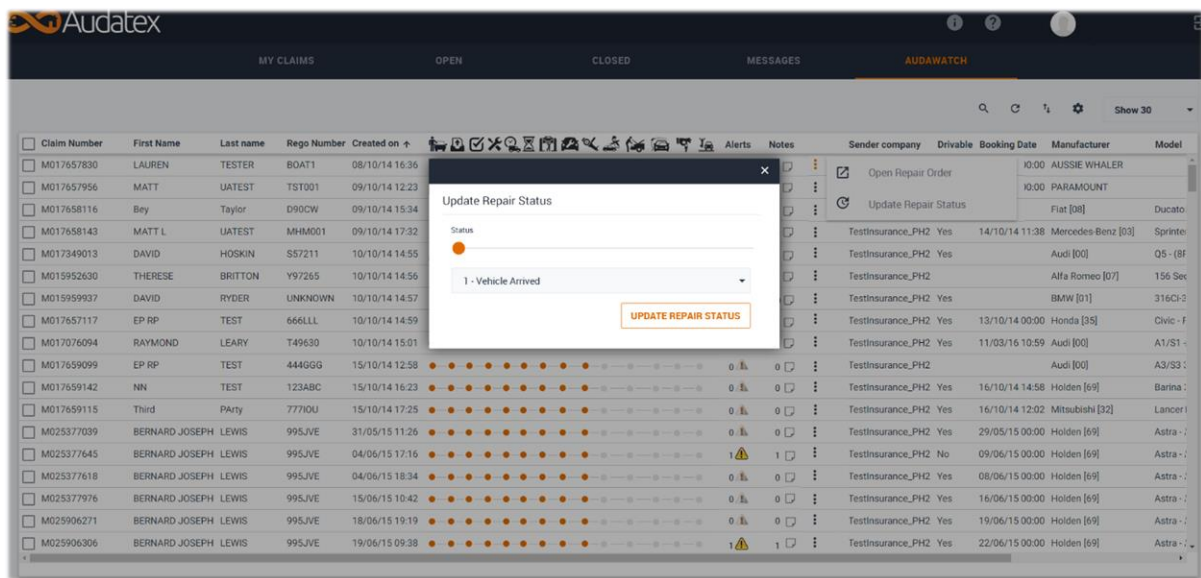 Audatex
MY CLAIMS OPEN CLOSED MESSAGES AUDAWATCH
Show 30
Claim Number First Name Last name Rego Number Created on Alerts Notes Sender company Drivable Booking Date Manufacturer Model
M017657830 LAUREN TESTER BOAT1 08/10/14 16:36 00:00 AUSSIE WHALER
Open Repair Order
M017657956 MATT UATEST TST001 09/10/14 12:23 00:00 PARAMOUNT
Update Repair Status
M017658116 Bey Taylor D90CW 09/10/14 15:34 Fiat [08] Ducato
M017658143 MATT L UATEST MHM001 09/10/14 17:32 TestInsurance_PH2 Yes 14/10/14 11:38 Mercedes-Benz [03] Sprinte
M017349013 DAVID HOSKIN S57211 10/10/14 14:55 TestInsurance_PH2 Yes Audi [00] Q5 - (8F
M015952630 THERESE BRITTON Y97265 10/10/14 14:56 TestInsurance_PH2 Alfa Romeo [07] 156 Sec
M015959937 DAVID RYDER UNKNOWN 10/10/14 14:57 TestInsurance_PH2 Yes BMW [01] 316CI-3
M017657117 EP RP TEST 666LLL 10/10/14 14:59 TestInsurance_PH2 Yes 13/10/14 00:00 Honda [35] Civic - F
M017076094 RAYMOND LEARY T49630 10/10/14 15:01 TestInsurance_PH2 Yes 11/03/16 10:59 Audi [00] A1/S1 -
Update Repair Status
Status
1 - Vehicle Arrived
UPDATE REPAIR STATUS
M017659099 EP RP TEST 444GGG 15/10/14 12:58 0 0 TestInsurance_PH2 Audi [00] A3/S3
M017659142 NN TEST 123ABC 15/10/14 16:23 0 0 TestInsurance_PH2 Yes 16/10/14 14:58 Holden [69] Barina
M017659115 Third PArty 777IOU 15/10/14 17:25 0 0 TestInsurance_PH2 Yes 16/10/14 12:02 Mitsubishi [32] Lancer
M025377039 BERNARD JOSEPH LEWIS 995JVE 31/05/15 11:26 0 0 TestInsurance_PH2 Yes 29/05/15 00:00 Holden [69] Astra -
M025377645 BERNARD JOSEPH LEWIS 995JVE 04/06/15 17:16 1 1 TestInsurance_PH2 No 09/06/15 00:00 Holden [69] Astra -
M025377618 BERNARD JOSEPH LEWIS 995JVE 04/06/15 18:34 0 0 TestInsurance_PH2 Yes 08/06/15 00:00 Holden [69] Astra -
M025377976 BERNARD JOSEPH LEWIS 995JVE 15/06/15 10:42 0 0 TestInsurance_PH2 Yes 16/06/15 00:00 Holden [69] Astra -
M025906271 BERNARD JOSEPH LEWIS 995JVE 18/06/15 19:19 0 0 TestInsurance_PH2 Yes 19/06/15 00:00 Holden [69] Astra -
M025906306 BERNARD JOSEPH LEWIS 995JVE 19/06/15 09:38 1 1 TestInsurance_PH2 Yes 22/06/15 00:00 Holden [69] Astra -